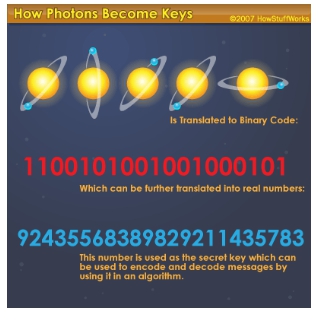 How Photons Become Keys
©2007 HowStuffWorks
Is Translated to Binary Code:
1100101001001000101
Which can be further translated into real numbers:
92435568389829211435783
This number is used as the secret key which can
be used to encode and decode messages by
using it in an algorithm.